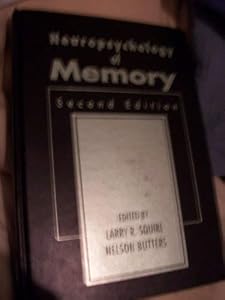 Neuropsychology
of
Memory
Second Edition
EDITED BY
LARRY R. SQUIRE
NELSON BUTTERS